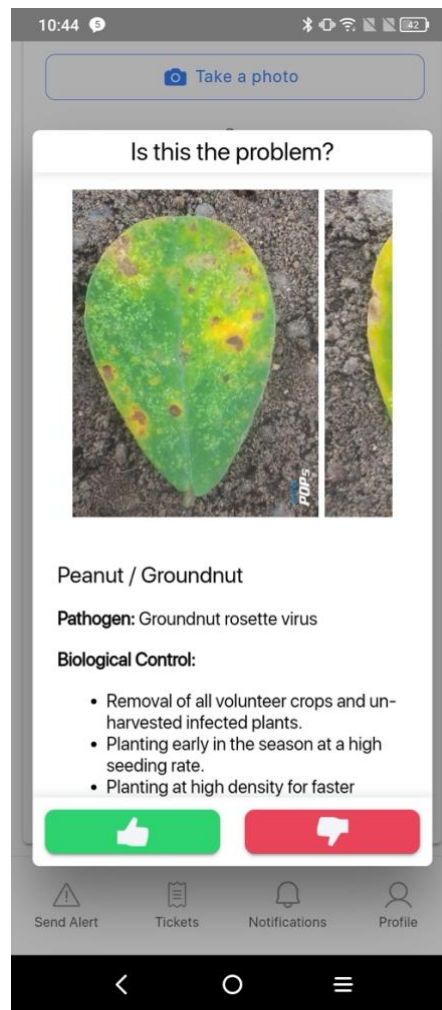 10:44
5
42
Take a photo
Is this the problem?
POPs
Peanut / Groundnut
Pathogen: Groundnut rosette virus
Biological Control:
• Removal of all volunteer crops and un-
harvested infected plants.
• Planting early in the season at a high
seeding rate.
• Planting at high density for faster
Send Alert
Tickets
Notifications
Profile